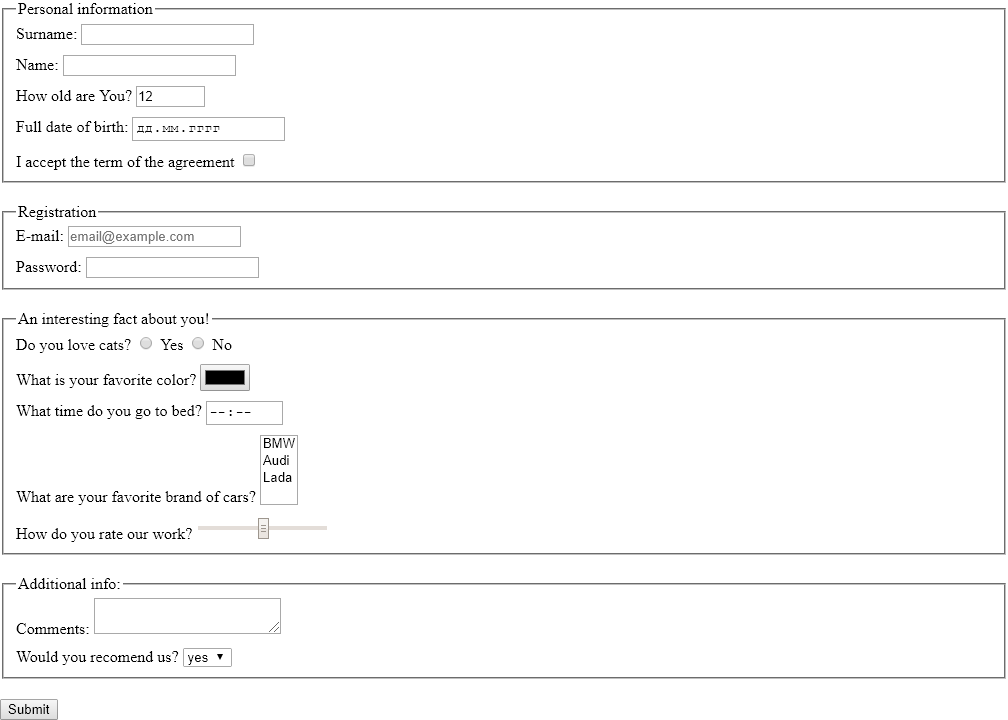 Personal information
Surname:
Name:
How old are You? 12
Full date of birth: дд.мм.гггг
I accept the term of the agreement
Registration
E-mail: email@example.com
Password:
An interesting fact about you!
Do you love cats? Yes No
What is your favorite color?
What time do you go to bed? --:--
BMW
Audi
Lada
What are your favorite brand of cars?
How do you rate our work?
Additional info:
Comments:
Would you recomend us? yes
Submit